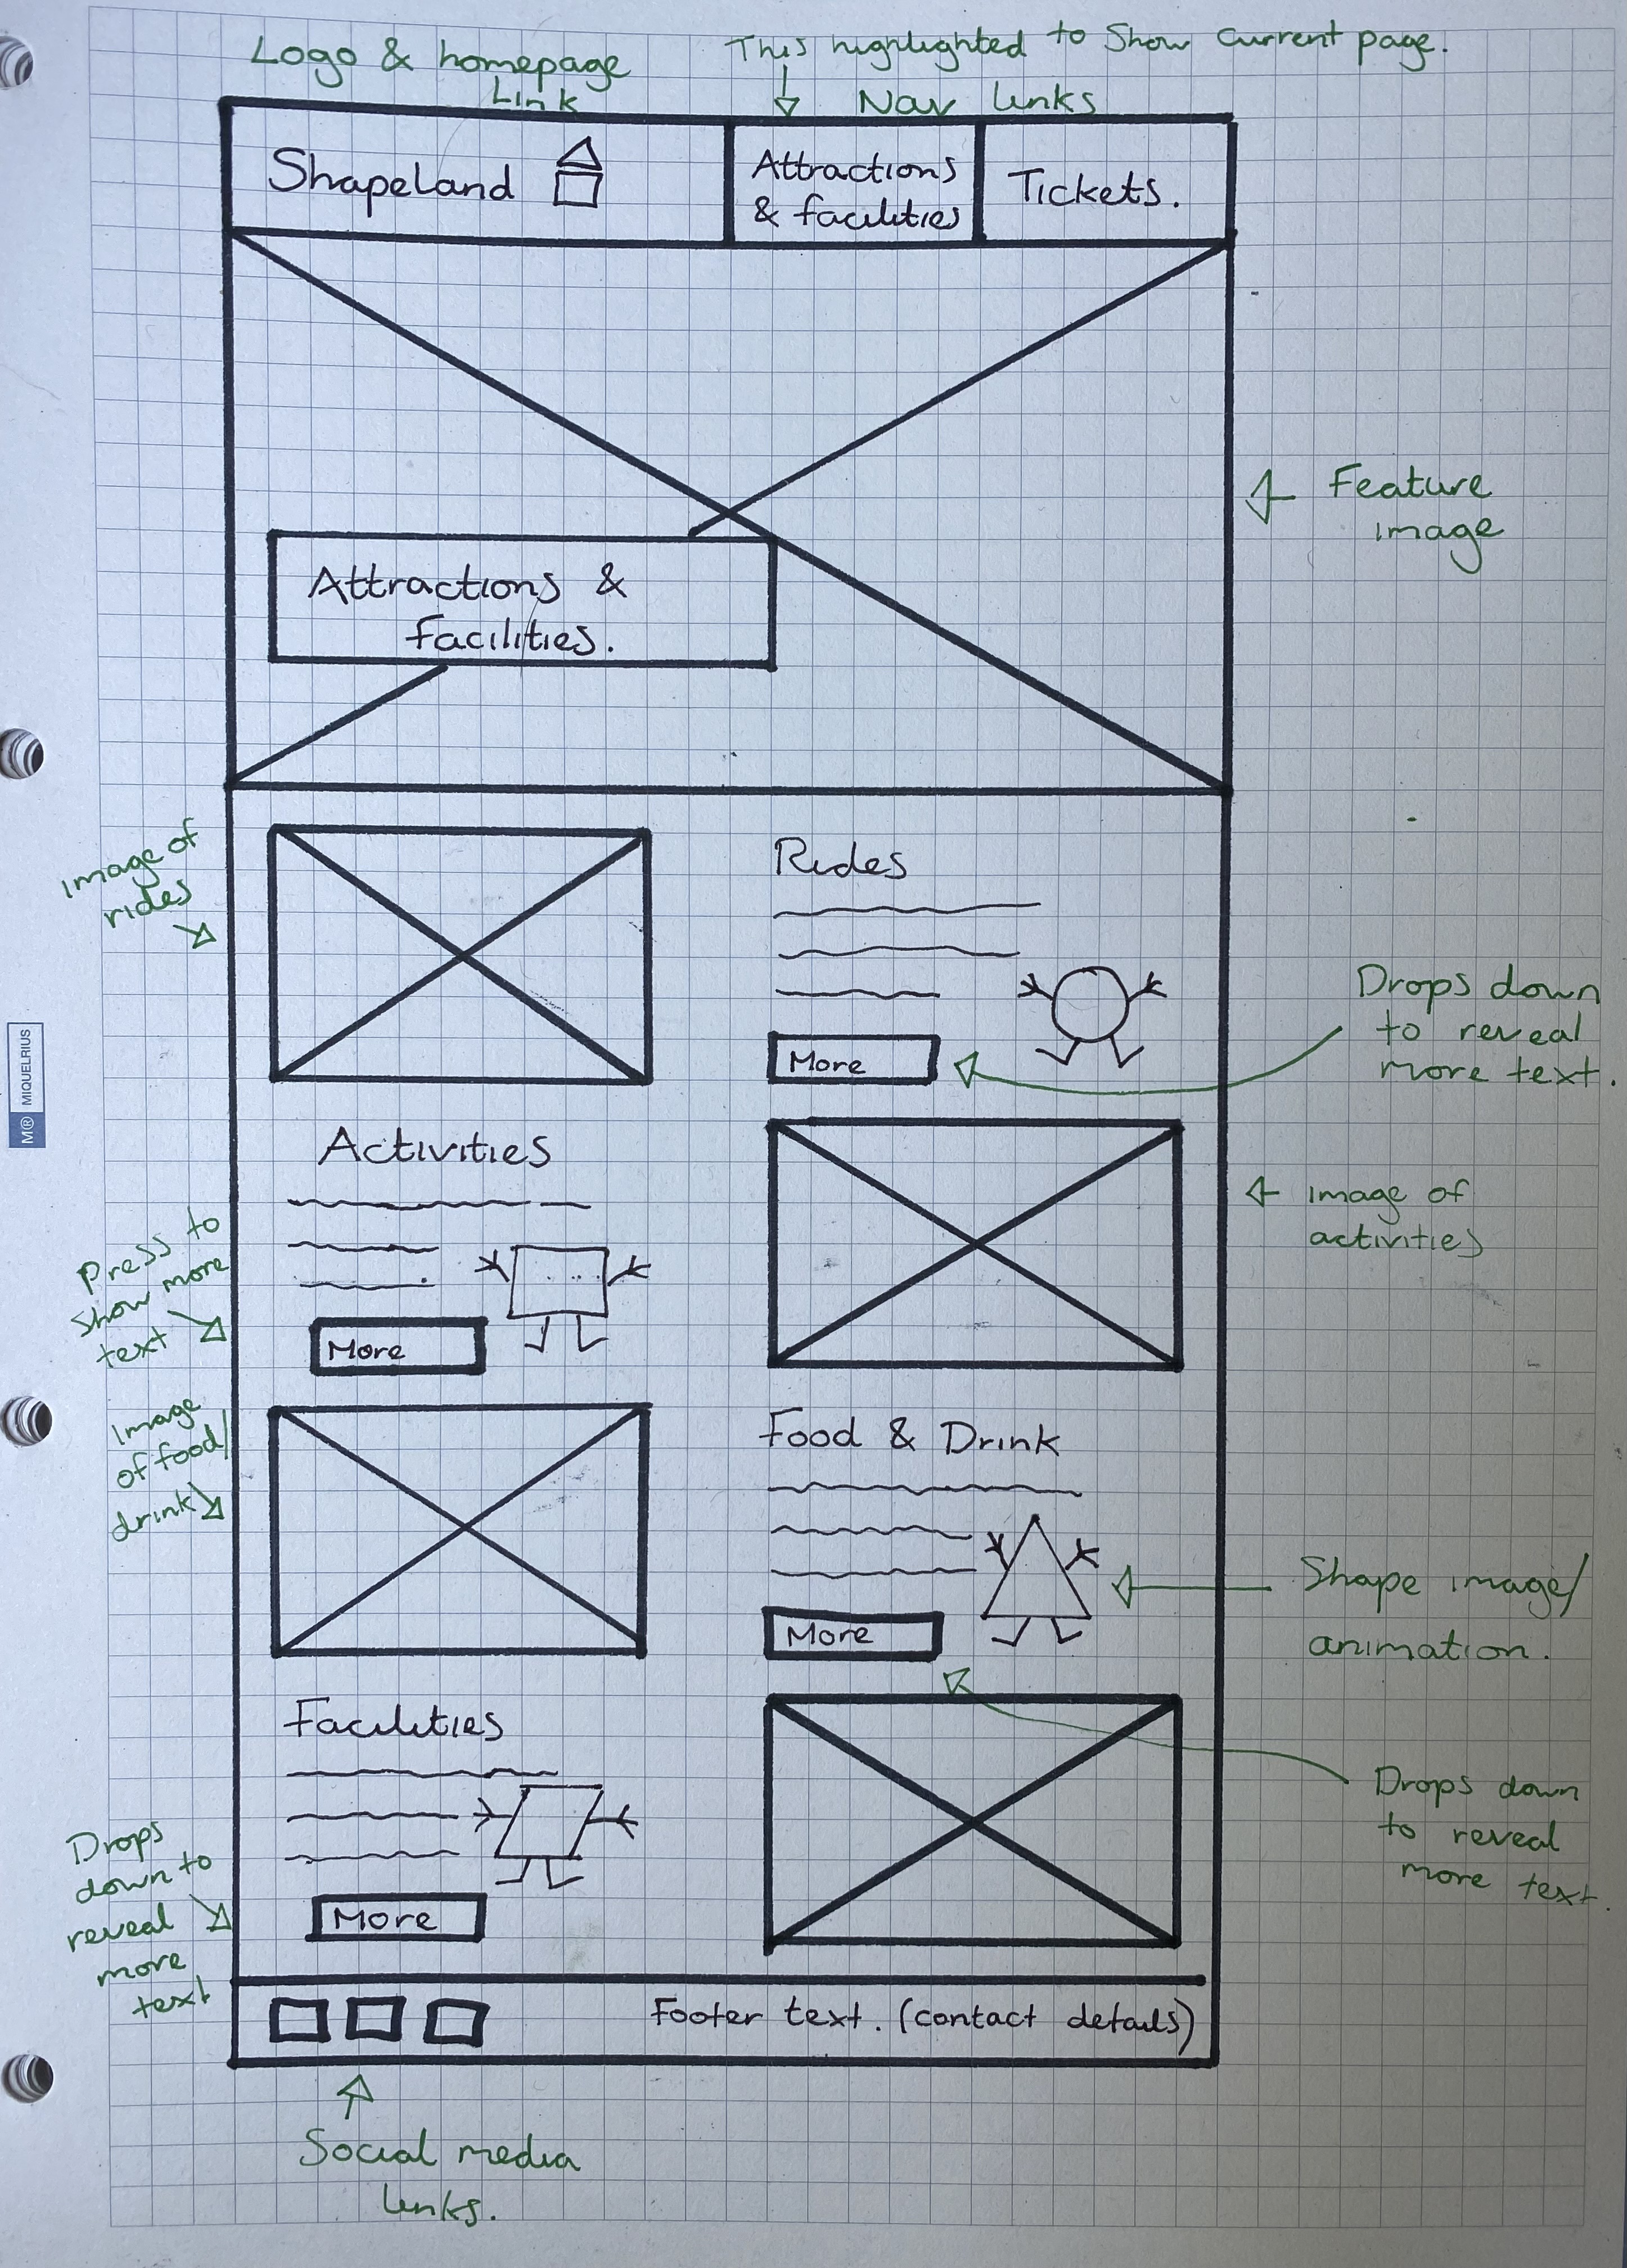 Logo & homepage
Link
This highlighted to Show current page.
Nav links
Shapeland
Attractions
& facilities
Tickets.
Feature
image
Attractions &
facilities.
Image of
rides
Rides
More
Drops down
to reveal
more text.
Activities
Press to
show more
text
More
image of
activities
Image
of food/
drink
Food & Drink
More
Shape image/
animation.
Facilities
More
Drops down
to reveal
more text
Drops
down to
reveal
more
text
Footer text. (contact details)
Social media
links.
M® MIQUELRIUS